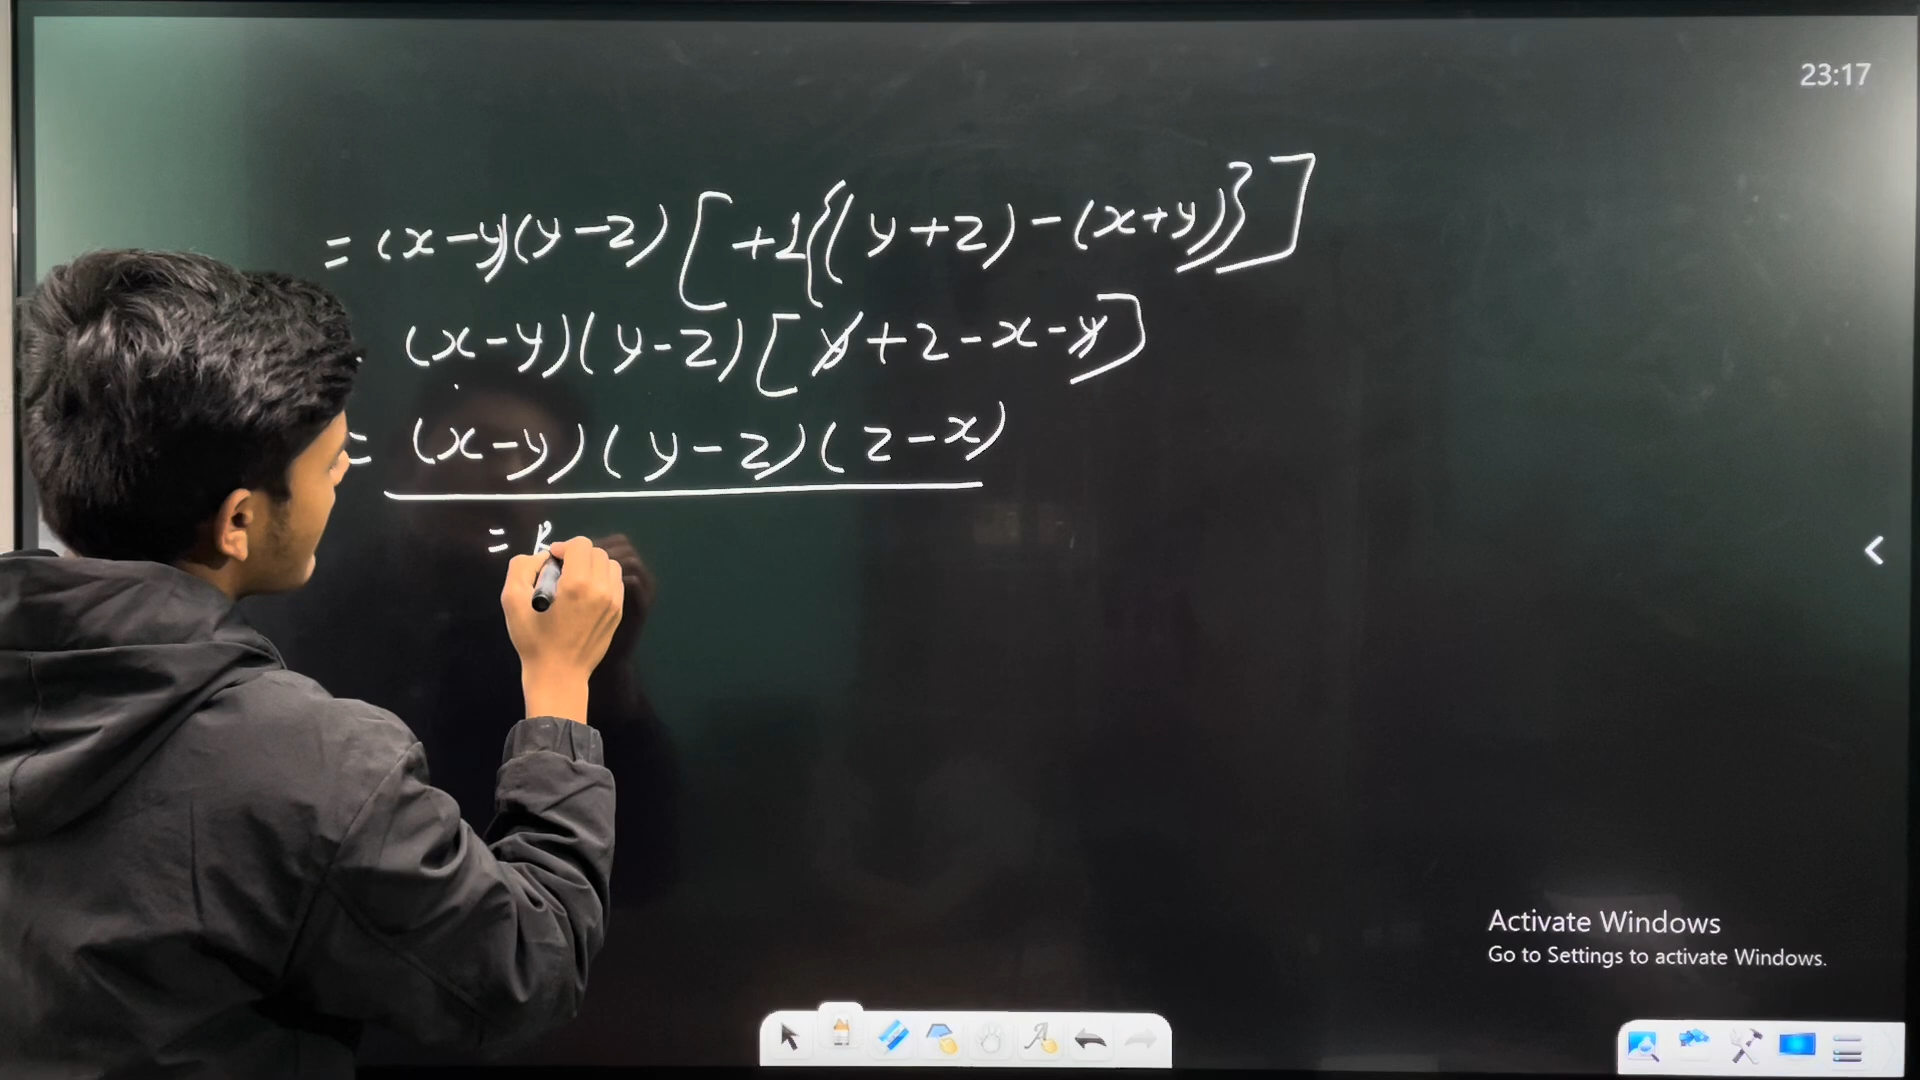 23:17
= (x-y)(y-z)[+1{(y+z)-(x+y)}]
(x-y)(y-z)[y+z-x-y]
= (x-y)(y-z)(z-x)
= R
Activate Windows
Go to Settings to activate Windows.